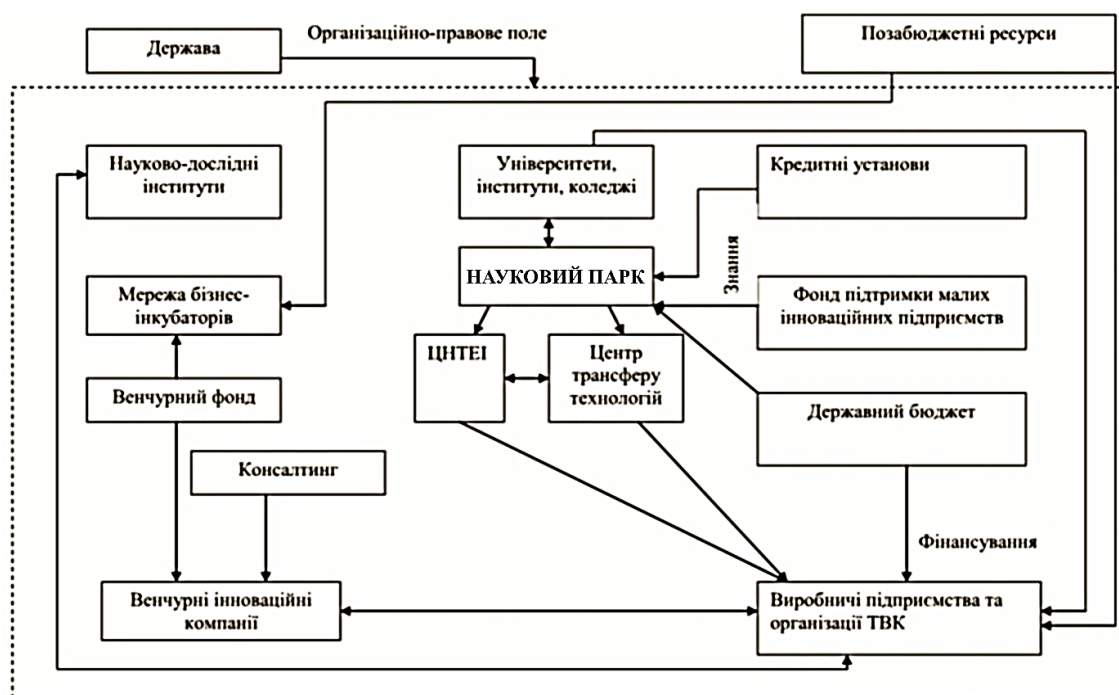 Держава
Організаційно-правове поле
Позабюджетні ресурси
Науково-дослідні
інститути
Університети,
інститути, коледжі
Кредитні установи
Знання
НАУКОВИЙ ПАРК
Мережа бізнес-
інкубаторів
Фонд підтримки малих
інноваційних підприємств
ЦНТЕІ
Центр
трансферу
технологій
Венчурний фонд
Державний бюджет
Консалтинг
Фінансування
Венчурні інноваційні
компанії
Виробничі підприємства та
організації ТВК